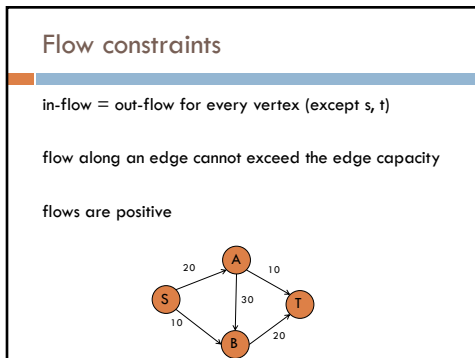 Flow constraints
in-flow = out-flow for every vertex (except s, t)
flow along an edge cannot exceed the edge capacity
flows are positive
A
20
10
S
30
T
10
20
B